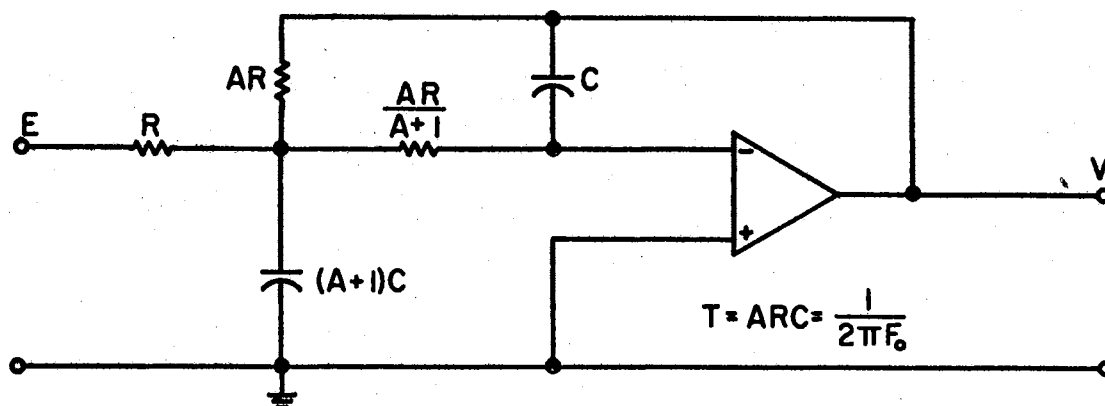 AR
C
AR
A+1
E
R
−
V
+
(A+1)C
T = ARC = 1
2πF₀